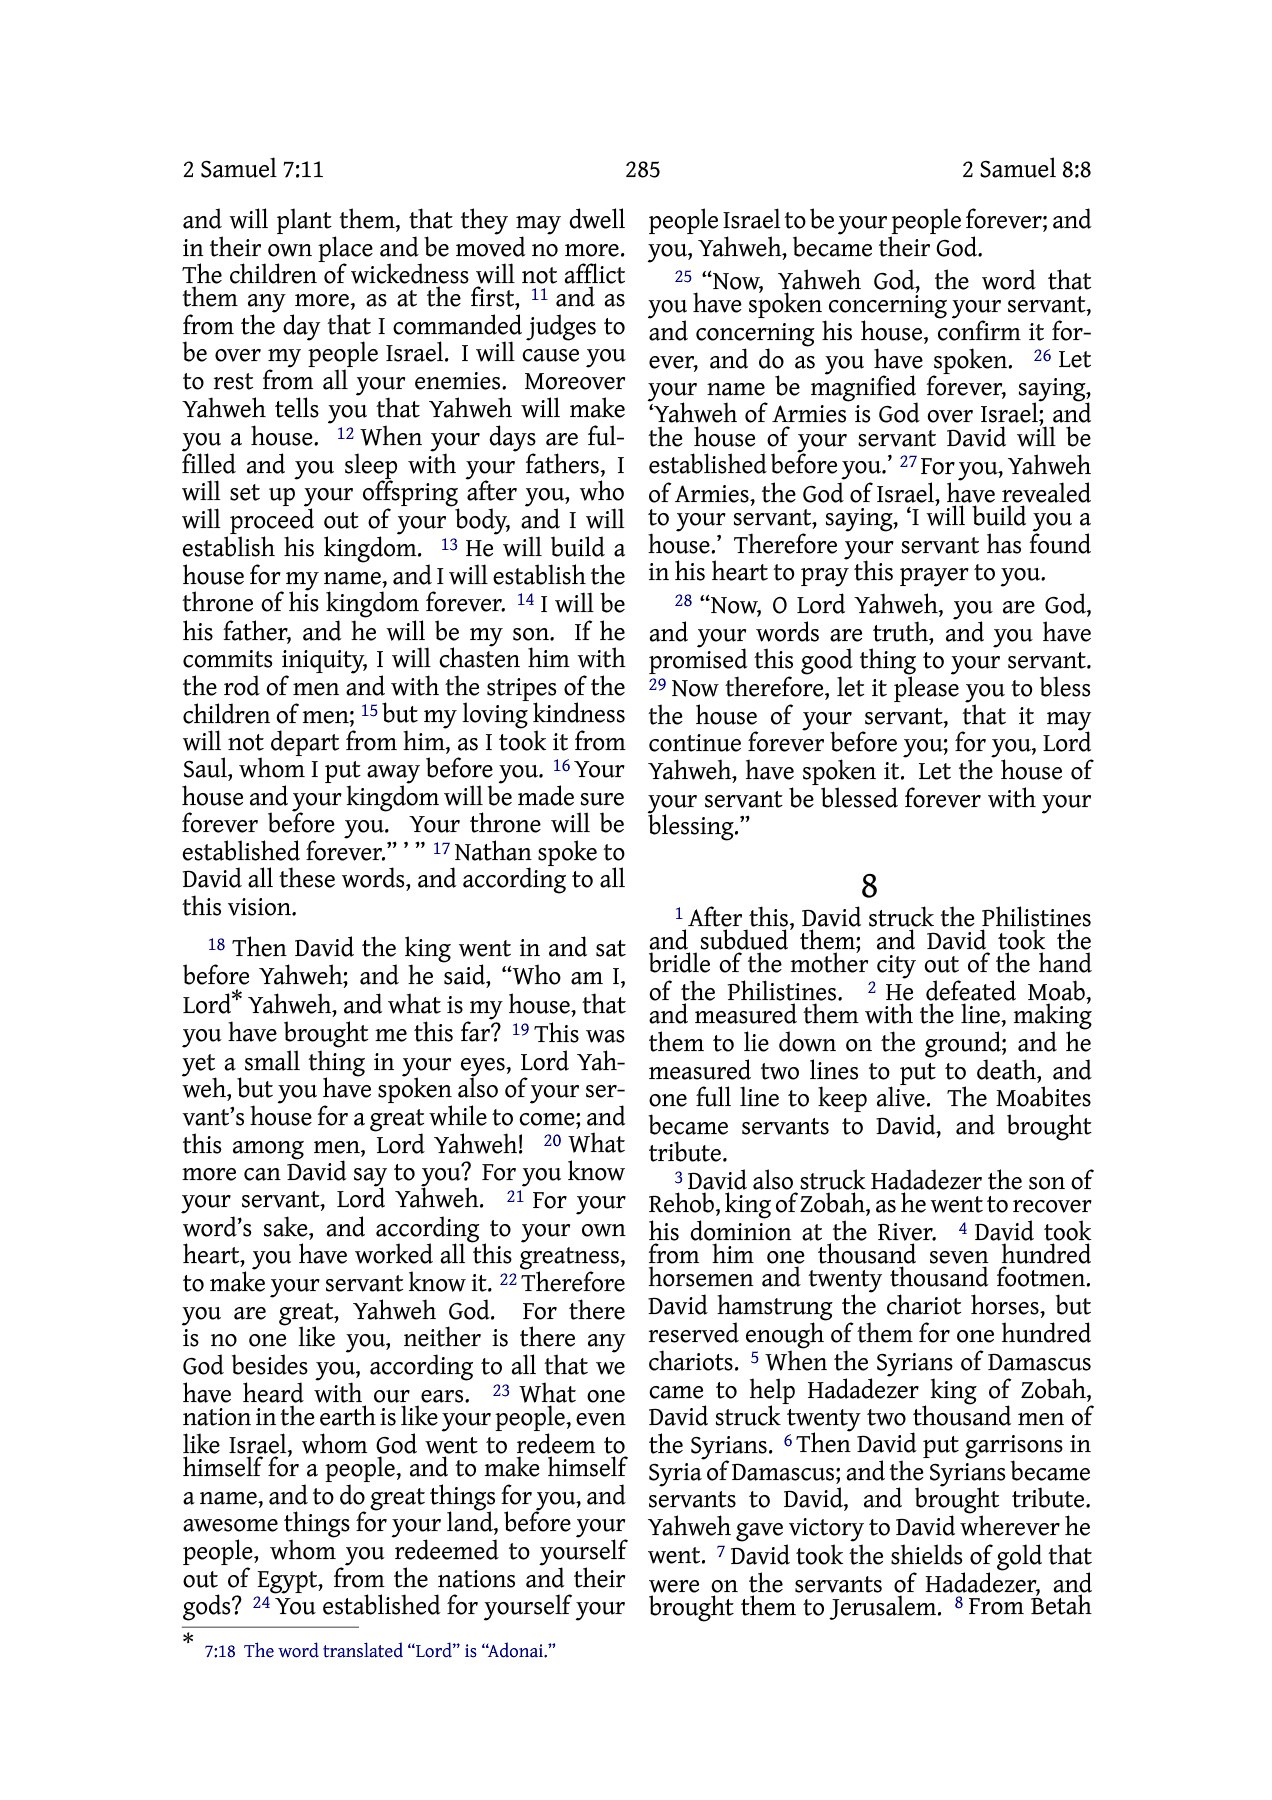 2 Samuel 7:11 285 2 Samuel 8:8
and will plant them, that they may dwell
in their own place and be moved no more.
The children of wickedness will not afflict
them any more, as at the first, 11 and as
from the day that I commanded judges to
be over my people Israel. I will cause you
to rest from all your enemies. Moreover
Yahweh tells you that Yahweh will make
you a house. 12 When your days are ful-
filled and you sleep with your fathers, I
will set up your offspring after you, who
will proceed out of your body, and I will
establish his kingdom. 13 He will build a
house for my name, and I will establish the
throne of his kingdom forever. 14 I will be
his father, and he will be my son. If he
commits iniquity, I will chasten him with
the rod of men and with the stripes of the
children of men; 15 but my loving kindness
will not depart from him, as I took it from
Saul, whom I put away before you. 16 Your
house and your kingdom will be made sure
forever before you. Your throne will be
established forever.” ’ ” 17 Nathan spoke to
David all these words, and according to all
this vision.
18 Then David the king went in and sat
before Yahweh; and he said, “Who am I,
Lord* Yahweh, and what is my house, that
you have brought me this far? 19 This was
yet a small thing in your eyes, Lord Yah-
weh, but you have spoken also of your ser-
vant’s house for a great while to come; and
this among men, Lord Yahweh! 20 What
more can David say to you? For you know
your servant, Lord Yahweh. 21 For your
word’s sake, and according to your own
heart, you have worked all this greatness,
to make your servant know it. 22 Therefore
you are great, Yahweh God. For there
is no one like you, neither is there any
God besides you, according to all that we
have heard with our ears. 23 What one
nation in the earth is like your people, even
like Israel, whom God went to redeem to
himself for a people, and to make himself
a name, and to do great things for you, and
awesome things for your land, before your
people, whom you redeemed to yourself
out of Egypt, from the nations and their
gods? 24 You established for yourself your
* 7:18 The word translated “Lord” is “Adonai.”
people Israel to be your people forever; and
you, Yahweh, became their God.
25 “Now, Yahweh God, the word that
you have spoken concerning your servant,
and concerning his house, confirm it for-
ever, and do as you have spoken. 26 Let
your name be magnified forever, saying,
‘Yahweh of Armies is God over Israel; and
the house of your servant David will be
established before you.’ 27 For you, Yahweh
of Armies, the God of Israel, have revealed
to your servant, saying, ‘I will build you a
house.’ Therefore your servant has found
in his heart to pray this prayer to you.
28 “Now, O Lord Yahweh, you are God,
and your words are truth, and you have
promised this good thing to your servant.
29 Now therefore, let it please you to bless
the house of your servant, that it may
continue forever before you; for you, Lord
Yahweh, have spoken it. Let the house of
your servant be blessed forever with your
blessing.”
8
1 After this, David struck the Philistines
and subdued them; and David took the
bridle of the mother city out of the hand
of the Philistines. 2 He defeated Moab,
and measured them with the line, making
them to lie down on the ground; and he
measured two lines to put to death, and
one full line to keep alive. The Moabites
became servants to David, and brought
tribute.
3 David also struck Hadadezer the son of
Rehob, king of Zobah, as he went to recover
his dominion at the River. 4 David took
from him one thousand seven hundred
horsemen and twenty thousand footmen.
David hamstrung the chariot horses, but
reserved enough of them for one hundred
chariots. 5 When the Syrians of Damascus
came to help Hadadezer king of Zobah,
David struck twenty two thousand men of
the Syrians. 6 Then David put garrisons in
Syria of Damascus; and the Syrians became
servants to David, and brought tribute.
Yahweh gave victory to David wherever he
went. 7 David took the shields of gold that
were on the servants of Hadadezer, and
brought them to Jerusalem. 8 From Betah